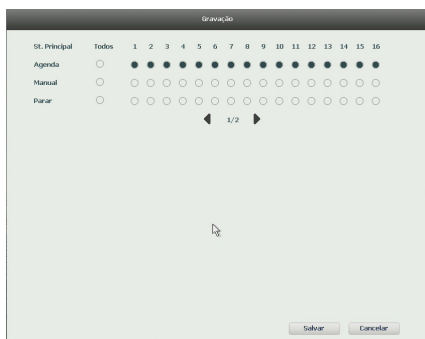 Gravação
St. Principal Todos 1 2 3 4 5 6 7 8 9 10 11 12 13 14 15 16
Agenda
Manual
Parar
1/2
Salvar Cancelar